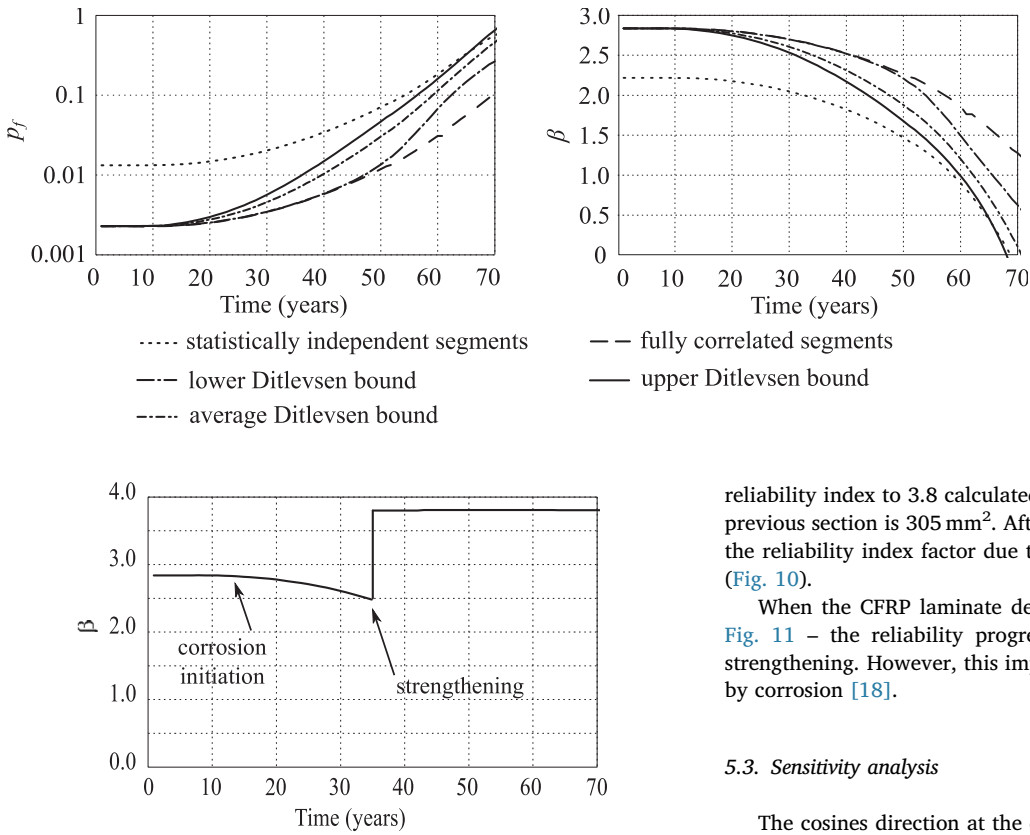 1
0.1
0.01
0.001
p_f
0 10 20 30 40 50 60 70
Time (years)
3.0
2.5
2.0
1.5
1.0
0.5
0
β
0 10 20 30 40 50 60 70
Time (years)
statistically independent segments
lower Ditlevsen bound
average Ditlevsen bound
fully correlated segments
upper Ditlevsen bound
4.0
3.0
2.0
1.0
0.0
β
corrosion
initiation
strengthening
0 10 20 30 40 50 60 70
Time (years)
reliability index to 3.8 calculated
previous section is 305 mm². Aft
the reliability index factor due t
(Fig. 10).
When the CFRP laminate de
Fig. 11 – the reliability progre
strengthening. However, this imp
by corrosion [18].
5.3. Sensitivity analysis
The cosines direction at the